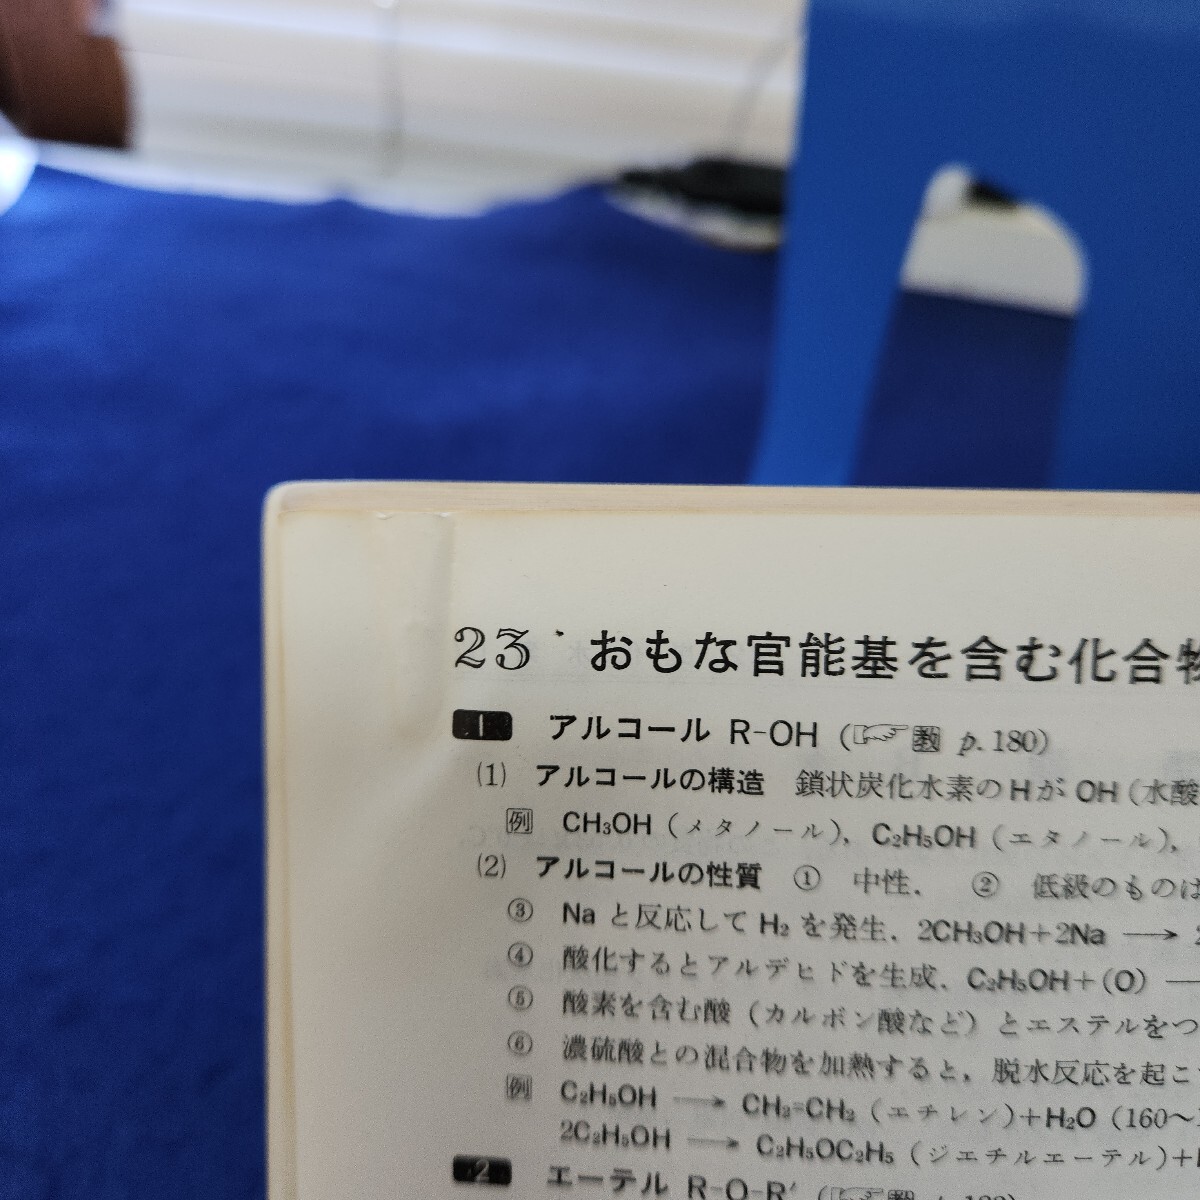 23 おもな官能基を含む化合物
1 アルコール R-OH (☞教 p.180)
(1) アルコールの構造 鎖状炭化水素のHが OH (水酸
例 CH₃OH (メタノール), C₂H₅OH (エタノール),
(2) アルコールの性質 ① 中性. ② 低級のものは
③ Na と反応して H₂ を発生. 2CH₃OH+2Na ⟶ 2
④ 酸化するとアルデヒドを生成. C₂H₅OH+(O) ⟶
⑤ 酸素を含む酸 (カルボン酸など) とエステルをつ
⑥ 濃硫酸との混合物を加熱すると, 脱水反応を起こ
例 C₂H₅OH ⟶ CH₂=CH₂ (エチレン)+H₂O (160〜
2C₂H₅OH ⟶ C₂H₅OC₂H₅ (ジエチルエーテル)+
2 エーテル R-O-R′ (☞教